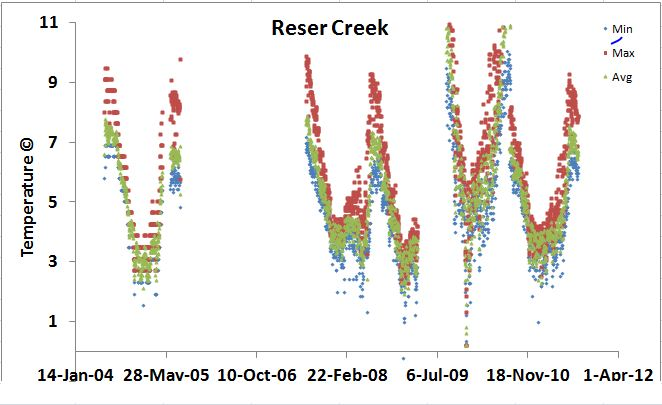 Reser Creek
11
9
7
5
3
1
Temperature ©
Min
Max
Avg
14-Jan-04 28-May-05 10-Oct-06 22-Feb-08 6-Jul-09 18-Nov-10 1-Apr-12